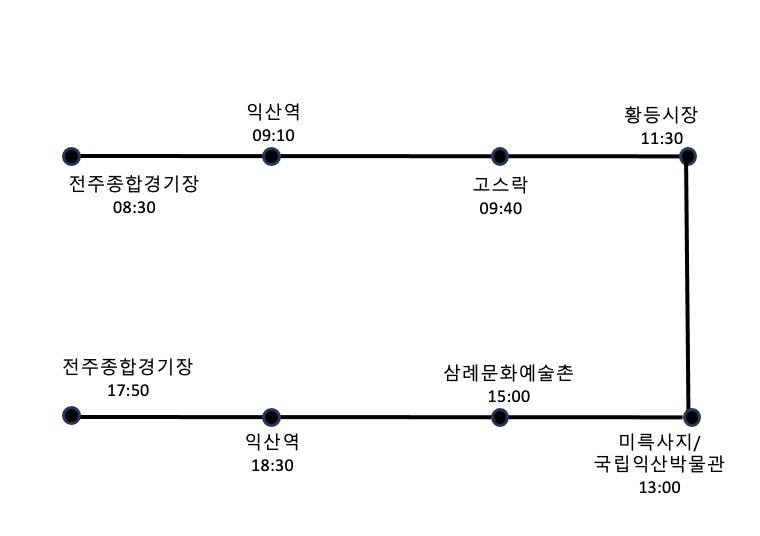 익산역
09:10
황등시장
11:30
전주종합경기장
08:30
고스락
09:40
전주종합경기장
17:50
삼례문화예술촌
15:00
익산역
18:30
미륵사지/
국립익산박물관
13:00